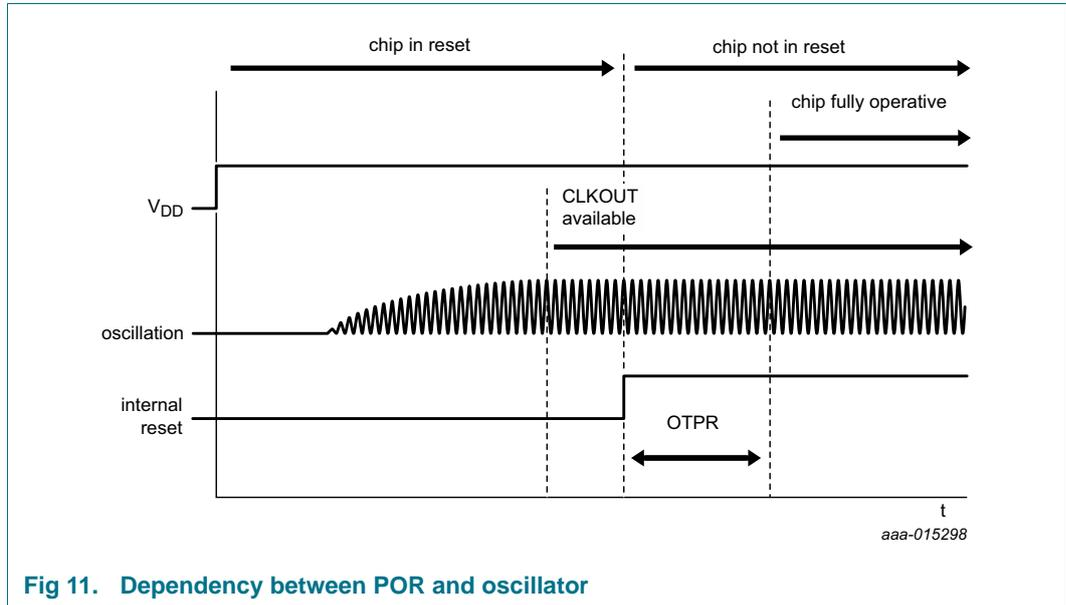 chip in reset
chip not in reset
chip fully operative
VDD
CLKOUT
available
oscillation
internal
reset
OTPR
t
aaa-015298
Fig 11. Dependency between POR and oscillator